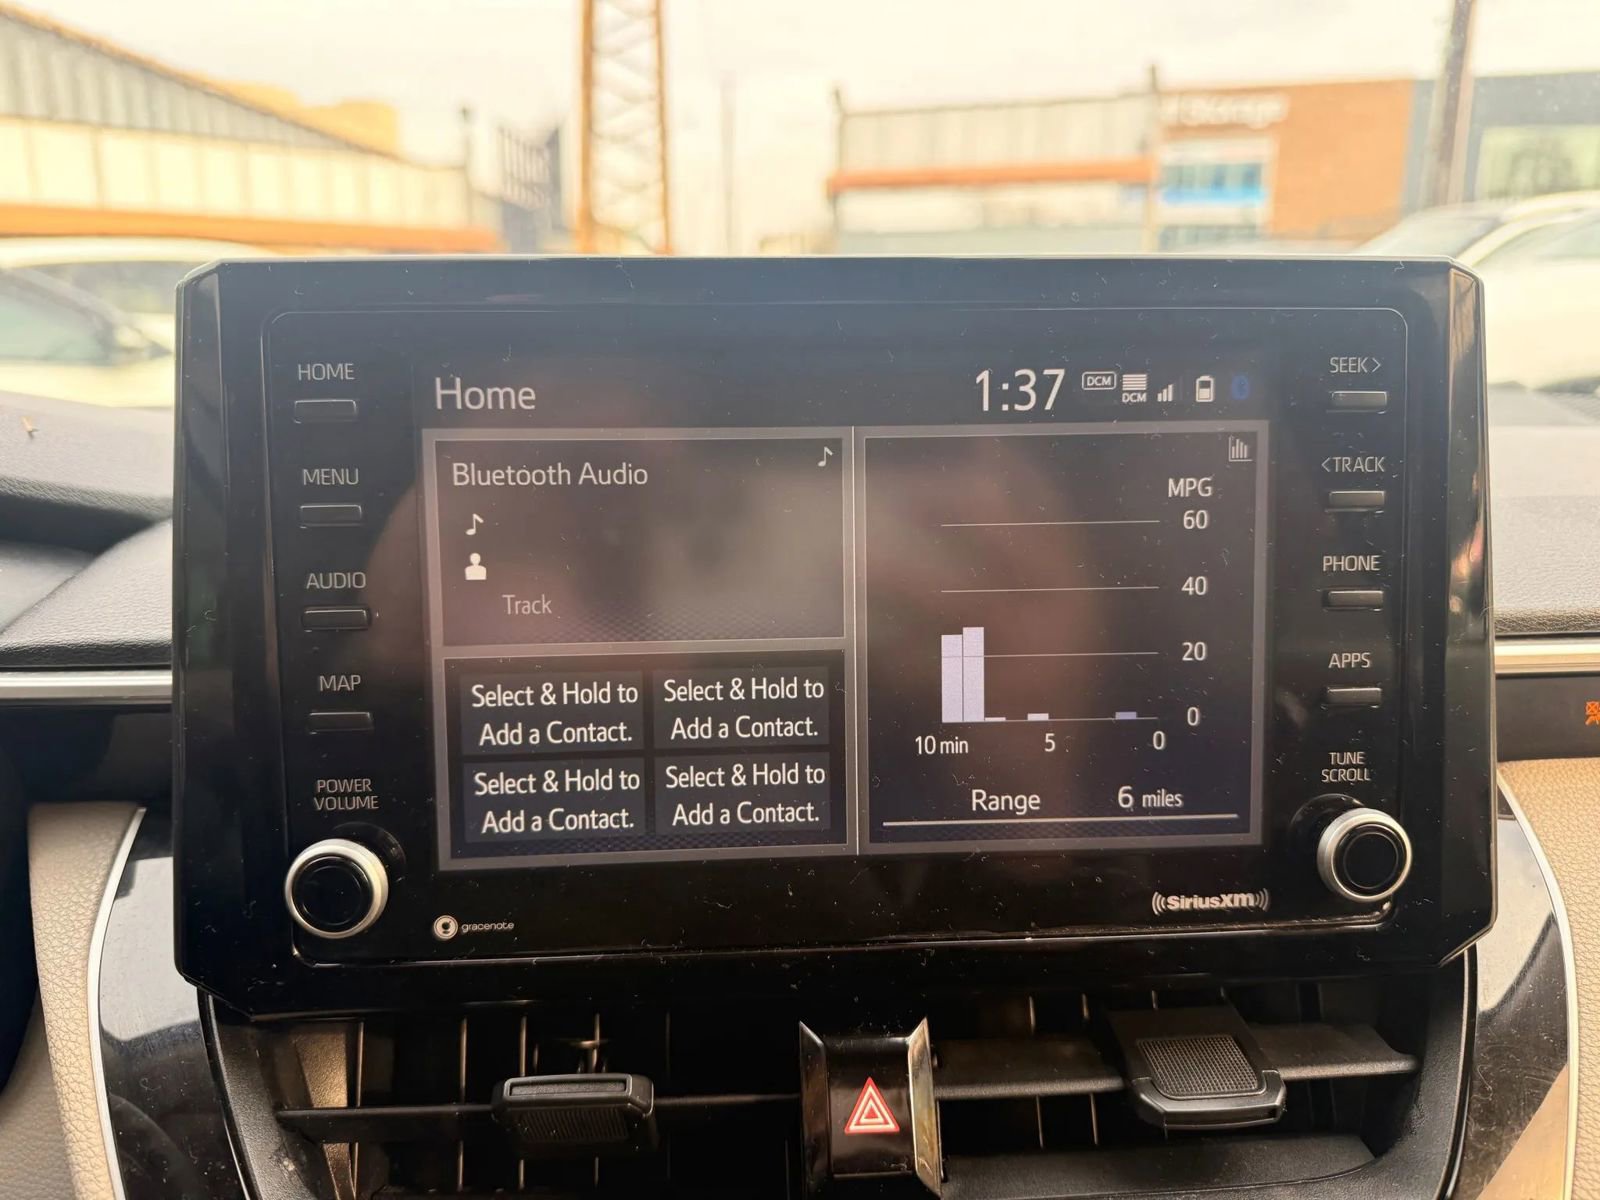 HOME
MENU
AUDIO
MAP
POWER
VOLUME
Home
1:37
DCM
DCM
Bluetooth Audio
Track
Select & Hold to
Add a Contact.
Select & Hold to
Add a Contact.
Select & Hold to
Add a Contact.
Select & Hold to
Add a Contact.
MPG
60
40
20
0
10 min 5 0
Range 6 miles
SEEK >
< TRACK
PHONE
APPS
TUNE
SCROLL
gracenote
SiriusXM